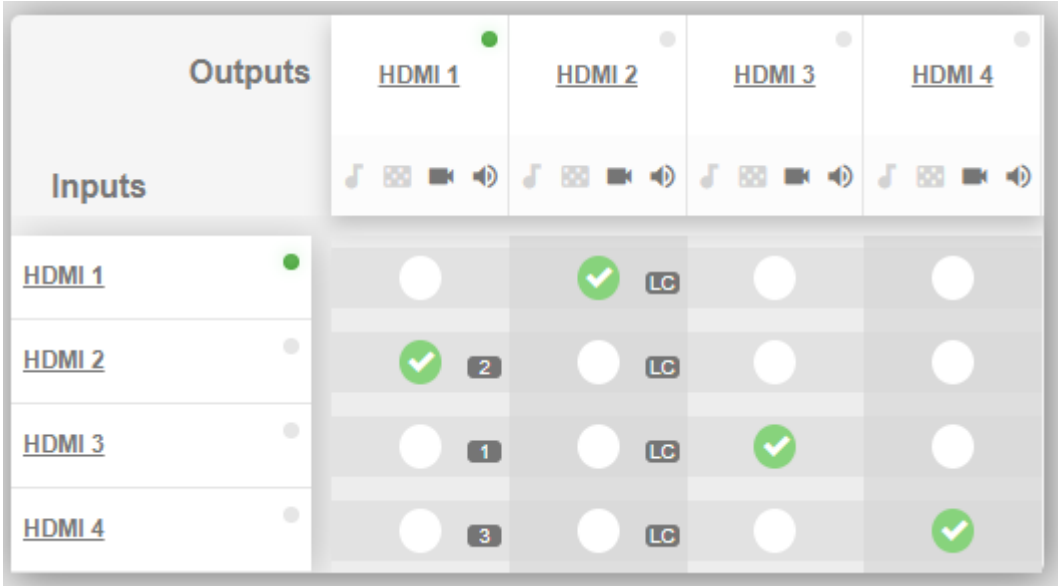 Outputs HDMI 1 HDMI 2 HDMI 3 HDMI 4
Inputs
HDMI 1 LC
HDMI 2 2 LC
HDMI 3 1 LC
HDMI 4 3 LC